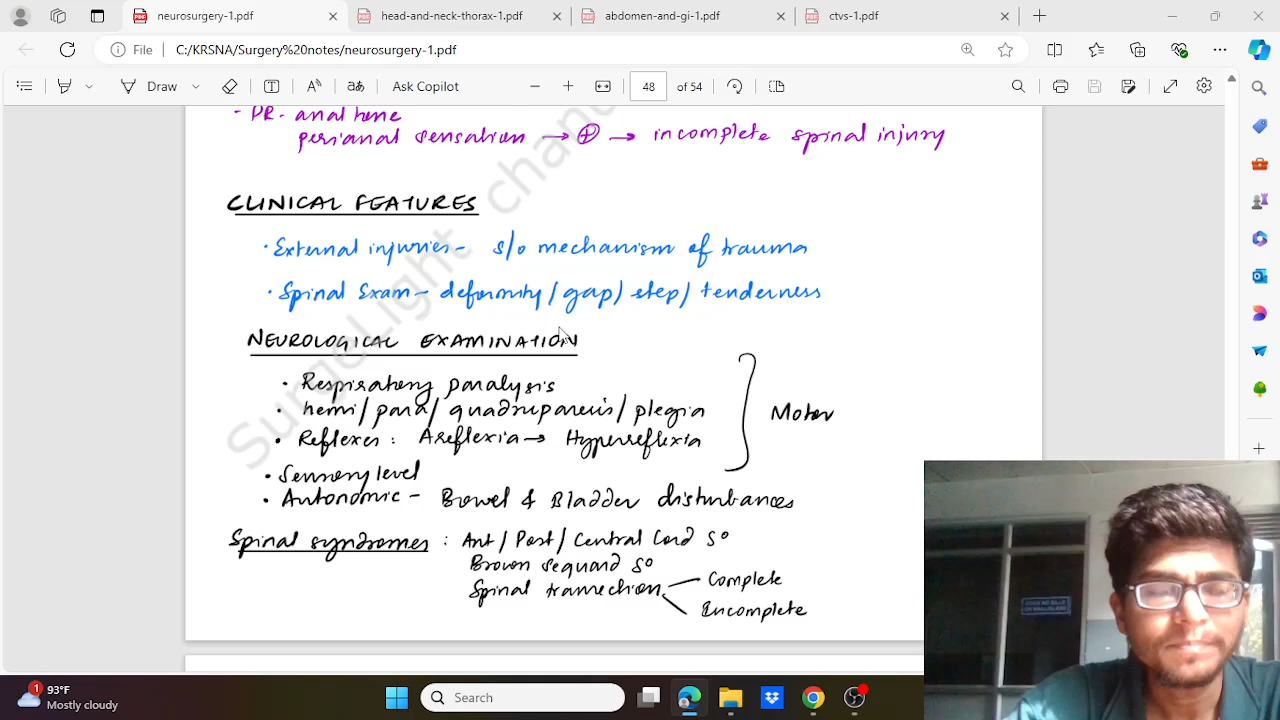 neurosurgery-1.pdf
head-and-neck-thorax-1.pdf
abdomen-and-gi-1.pdf
ctvs-1.pdf
File
C:/KRSNA/Surgery%20notes/neurosurgery-1.pdf
Draw
Ask Copilot
48 of 54
- PR - anal tone
perianal sensation → + → incomplete spinal injury
CLINICAL FEATURES
• External injuries - s/o mechanism of trauma
• Spinal Exam - deformity/gap/step/tenderness
NEUROLOGICAL EXAMINATION
• Respiratory paralysis
• hemi/para/quadriparesis/plegia
Motor
• Reflexes : Areflexia → Hyperreflexia
• Sensory level
• Autonomic - Bowel & Bladder disturbances
Spinal syndromes : Ant/Post/Central Cord S°
Brown sequard S°
Spinal transection
Complete
Incomplete
SurgeLight chan
1
93°F
Mostly cloudy
Search